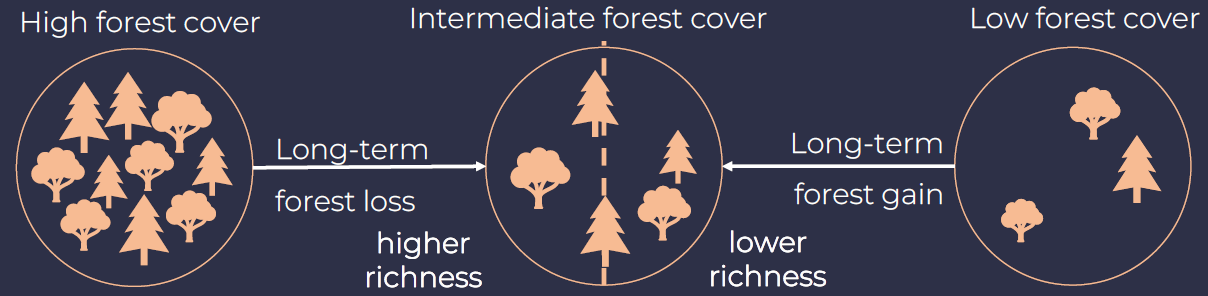 High forest cover
Intermediate forest cover
Low forest cover
Long-term
forest loss
higher
richness
Long-term
forest gain
lower
richness